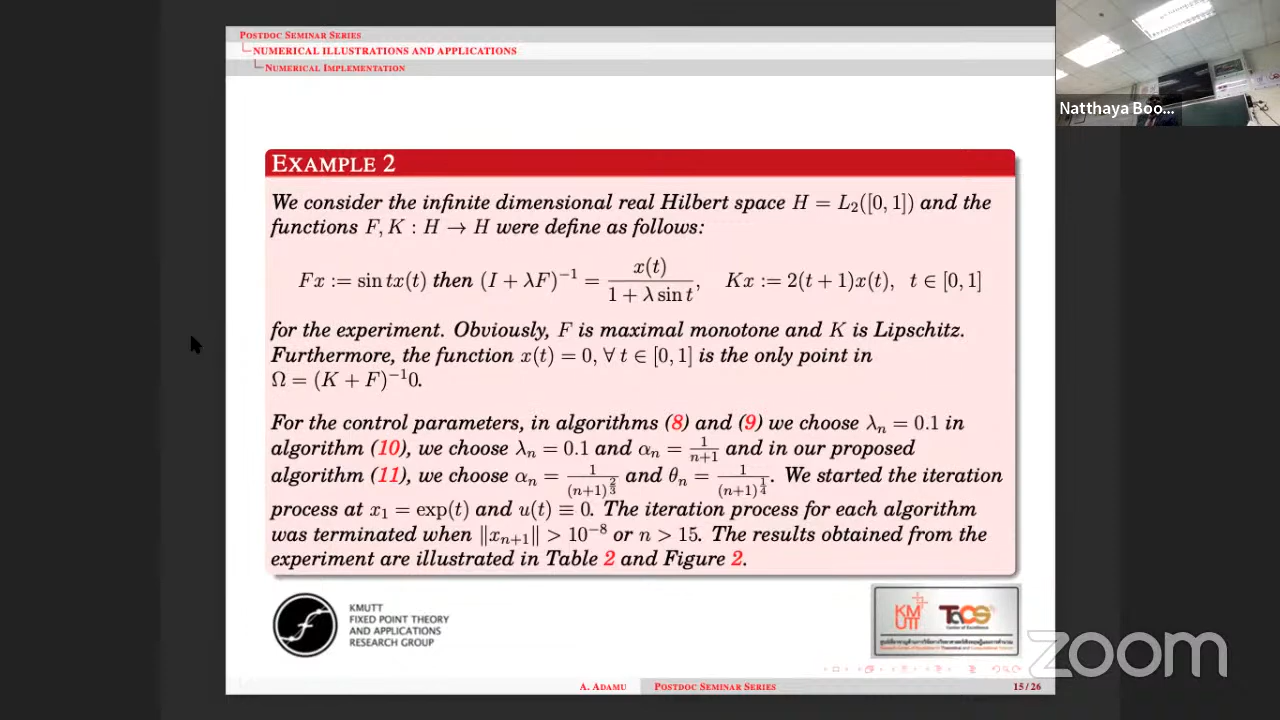 POSTDOC SEMINAR SERIES
NUMERICAL ILLUSTRATIONS AND APPLICATIONS
NUMERICAL IMPLEMENTATION
Natthaya Boo...
EXAMPLE 2
We consider the infinite dimensional real Hilbert space H = L₂([0, 1]) and the
functions F, K : H → H were define as follows:
Fx := sin tx(t) then (I + λF)⁻¹ = x(t) / (1 + λ sin t), Kx := 2(t + 1)x(t), t ∈ [0, 1]
for the experiment. Obviously, F is maximal monotone and K is Lipschitz.
Furthermore, the function x(t) = 0, ∀ t ∈ [0, 1] is the only point in
Ω = (K + F)⁻¹0.
For the control parameters, in algorithms (8) and (9) we choose λₙ = 0.1 in
algorithm (10), we choose λₙ = 0.1 and αₙ = 1/(n+1) and in our proposed
algorithm (11), we choose αₙ = 1/(n+1)^(2/3) and θₙ = 1/(n+1)^(1/4). We started the iteration
process at x₁ = exp(t) and u(t) ≡ 0. The iteration process for each algorithm
was terminated when ‖xₙ₊₁‖ > 10⁻⁸ or n > 15. The results obtained from the
experiment are illustrated in Table 2 and Figure 2.
KMUTT
FIXED POINT THEORY
AND APPLICATIONS
RESEARCH GROUP
KM
UTT
TaCS
Center of Excellence
zoom
A. ADAMU POSTDOC SEMINAR SERIES 15 / 26